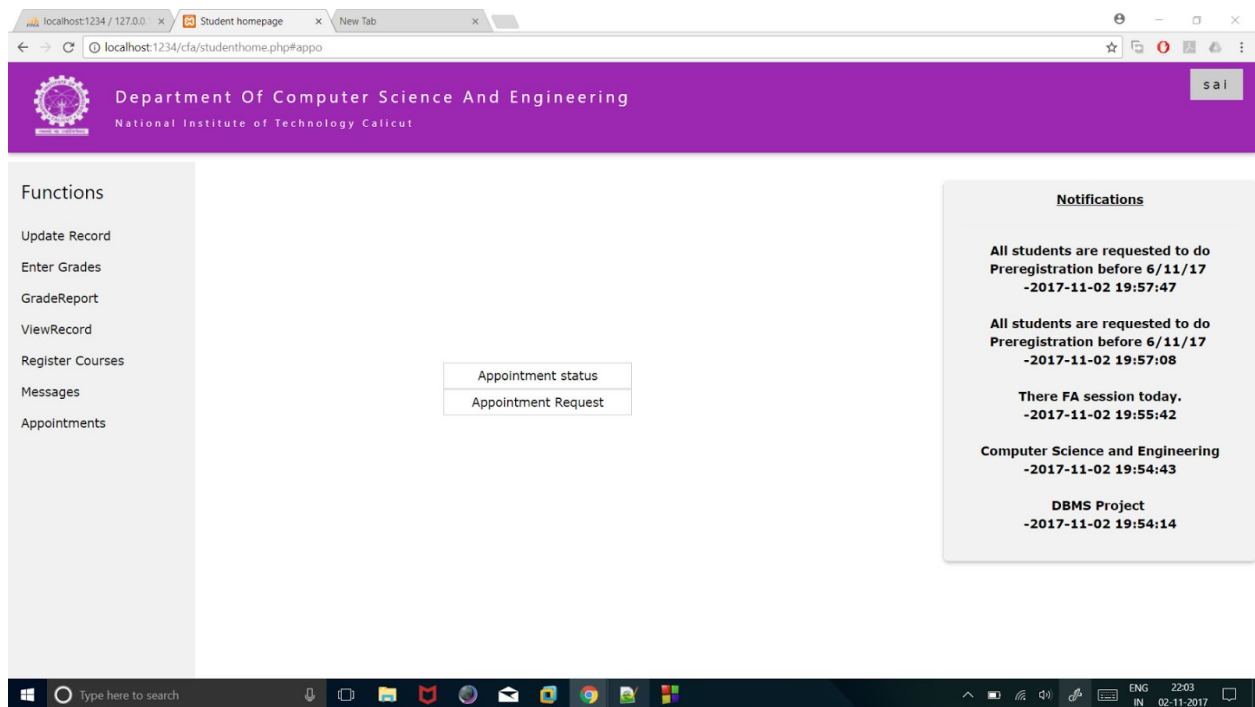 localhost:1234 / 127.0.0.
Student homepage
New Tab
localhost:1234/cfa/studenthome.php#appo
Department Of Computer Science And Engineering
National Institute of Technology Calicut
sai
Functions
Update Record
Enter Grades
GradeReport
ViewRecord
Register Courses
Messages
Appointments
Appointment status
Appointment Request
Notifications
All students are requested to do
Preregistration before 6/11/17
-2017-11-02 19:57:47
All students are requested to do
Preregistration before 6/11/17
-2017-11-02 19:57:08
There FA session today.
-2017-11-02 19:55:42
Computer Science and Engineering
-2017-11-02 19:54:43
DBMS Project
-2017-11-02 19:54:14
Type here to search
ENG
IN
22:03
02-11-2017